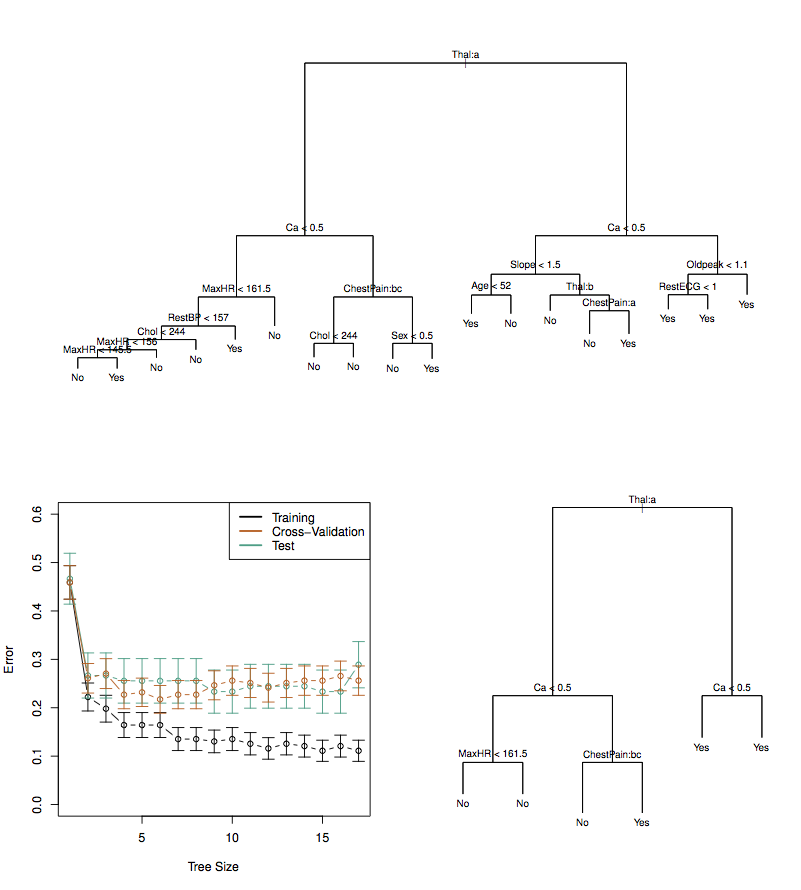 Thal:a
Ca < 0.5
Ca < 0.5
MaxHR < 161.5
ChestPain:bc
Slope < 1.5
Oldpeak < 1.1
Age < 52
Thal:b
RestECG < 1
RestBP < 157
Chol < 244
MaxHR < 156
MaxHR < 145.5
Chol < 244
Sex < 0.5
ChestPain:a
No
Yes
No
No
Yes
No
No
No
No
Yes
Yes
No
No
No
Yes
Yes
Yes
Yes
0.6
0.5
0.4
0.3
0.2
0.1
0.0
Error
Training
Cross−Validation
Test
5
10
15
Tree Size
Thal:a
Ca < 0.5
Ca < 0.5
MaxHR < 161.5
ChestPain:bc
Yes
Yes
No
No
No
Yes